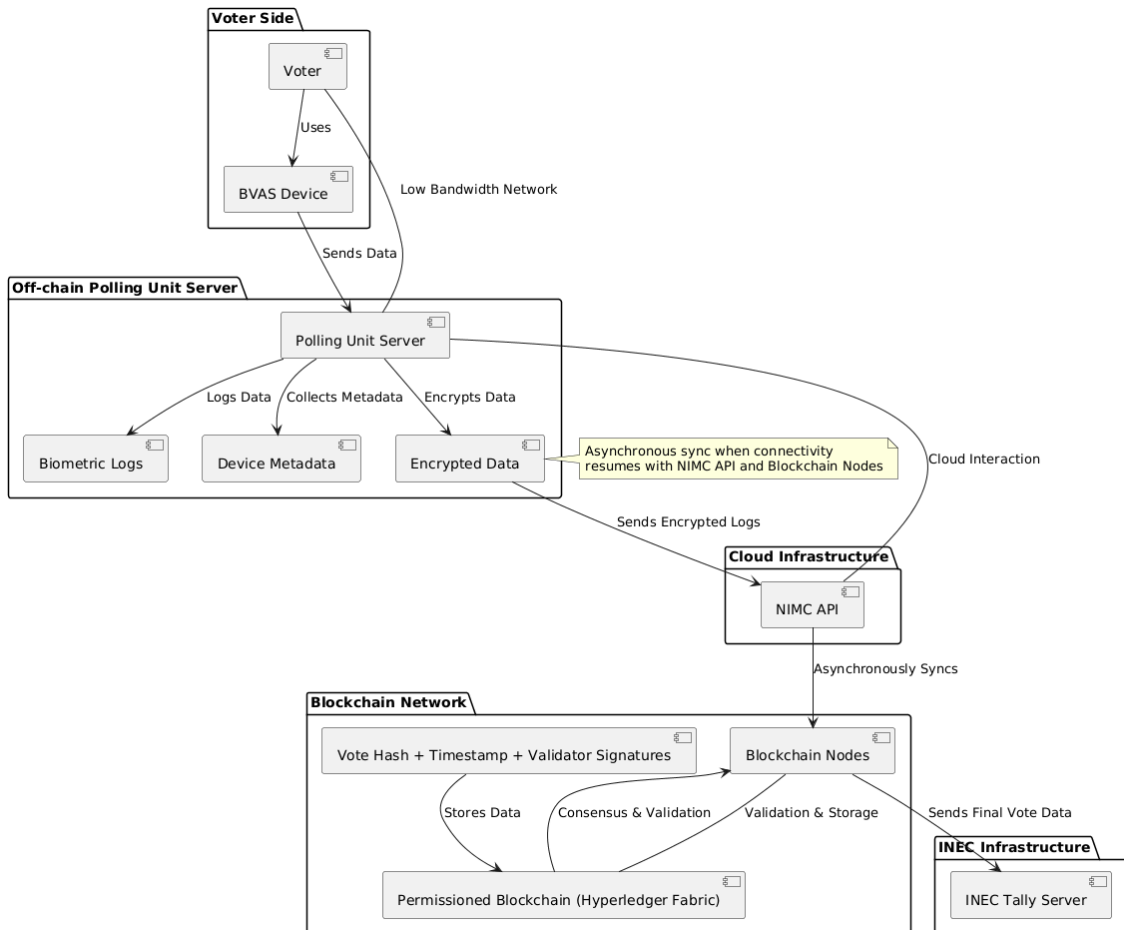 Voter Side
Voter
Uses
BVAS Device
Low Bandwidth Network
Sends Data
Off-chain Polling Unit Server
Polling Unit Server
Logs Data
Collects Metadata
Encrypts Data
Biometric Logs
Device Metadata
Encrypted Data
Asynchronous sync when connectivity
resumes with NIMC API and Blockchain Nodes
Cloud Interaction
Sends Encrypted Logs
Cloud Infrastructure
NIMC API
Asynchronously Syncs
Blockchain Network
Vote Hash + Timestamp + Validator Signatures
Blockchain Nodes
Stores Data
Consensus & Validation
Validation & Storage
Sends Final Vote Data
INEC Infrastructure
Permissioned Blockchain (Hyperledger Fabric)
INEC Tally Server